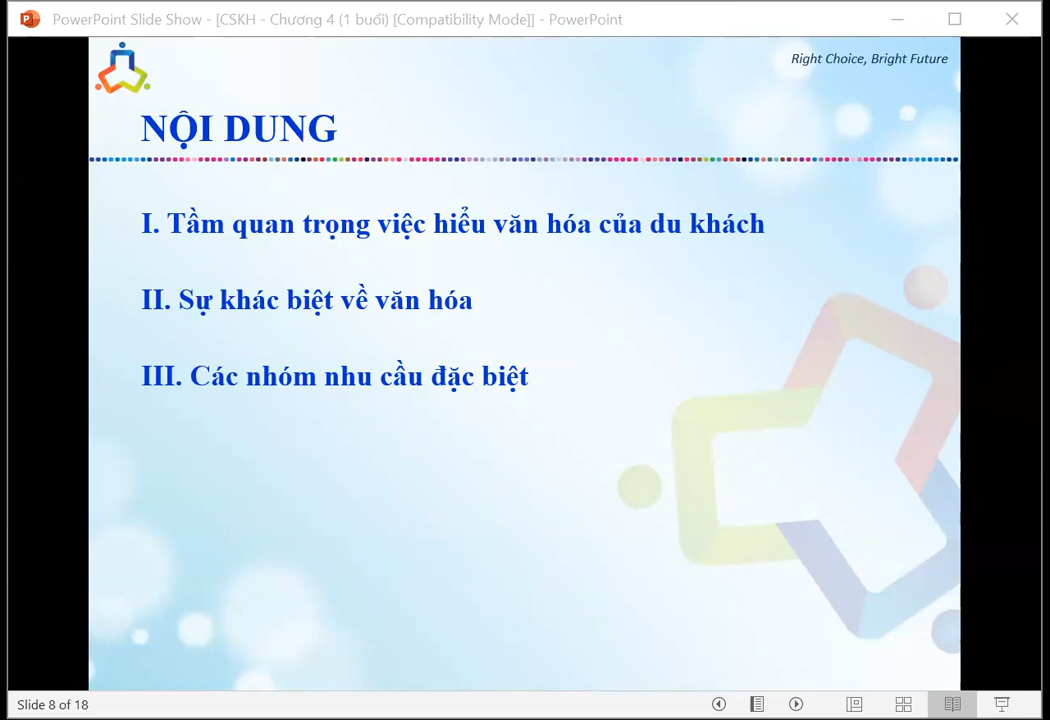 PowerPoint Slide Show - [CSKH - Chương 4 (1 buổi) [Compatibility Mode]] - PowerPoint
Right Choice, Bright Future
NỘI DUNG
I. Tầm quan trọng việc hiểu văn hóa của du khách
II. Sự khác biệt về văn hóa
III. Các nhóm nhu cầu đặc biệt
Slide 8 of 18